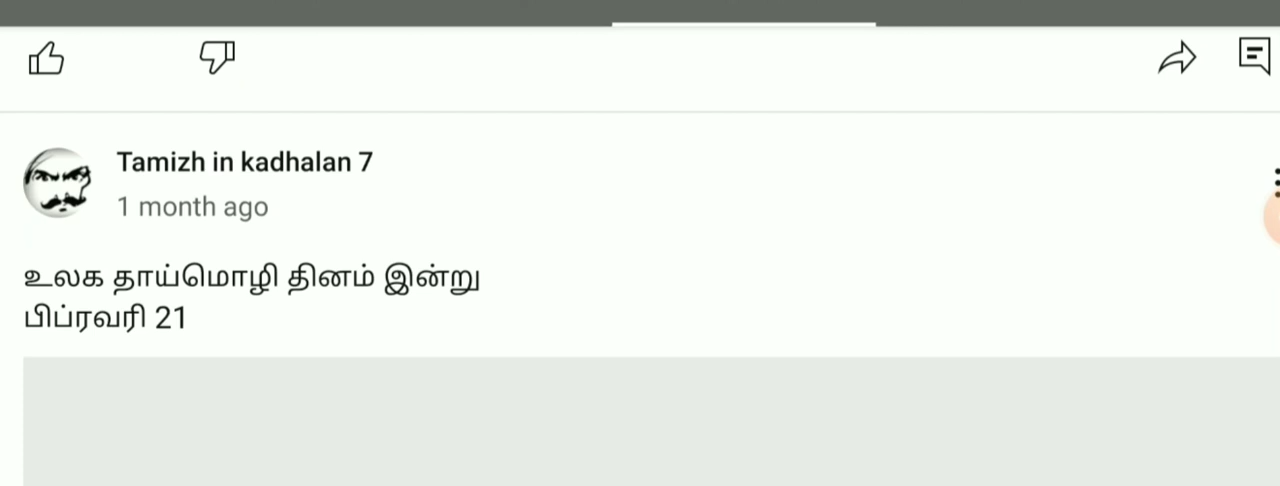 Tamizh in kadhalan 7
1 month ago
உலக தாய்மொழி தினம் இன்று
பிப்ரவரி 21